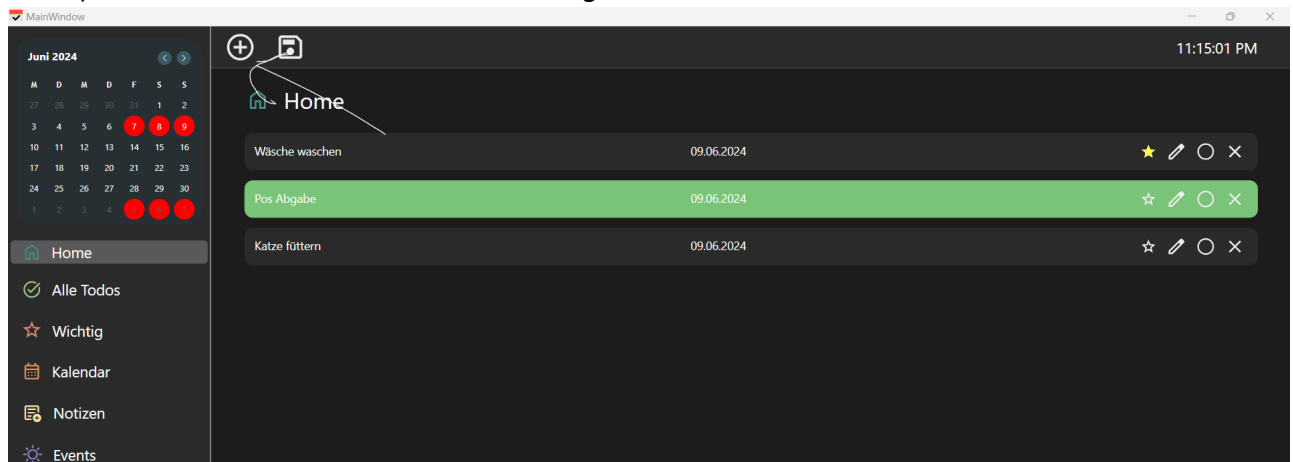 MainWindow
Juni 2024
M D M D F S S
27 28 29 30 31 1 2
3 4 5 6 7 8 9
10 11 12 13 14 15 16
17 18 19 20 21 22 23
24 25 26 27 28 29 30
1 2 3 4 5 6 7
Home
Alle Todos
Wichtig
Kalendar
Notizen
Events
11:15:01 PM
Home
Wäsche waschen 09.06.2024
Pos Abgabe 09.06.2024
Katze füttern 09.06.2024